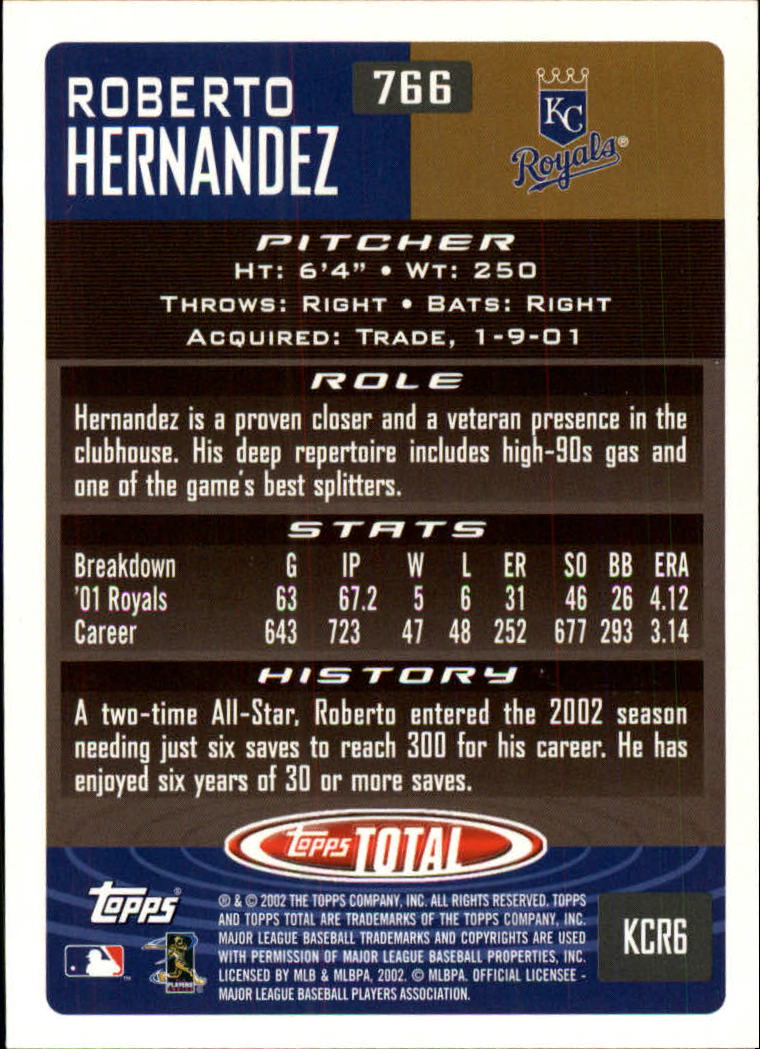 ROBERTO
HERNANDEZ
766
KC
Royals®
PITCHER
HT: 6'4" • WT: 250
THROWS: RIGHT • BATS: RIGHT
ACQUIRED: TRADE, 1-9-01
ROLE
Hernandez is a proven closer and a veteran presence in the
clubhouse. His deep repertoire includes high-90s gas and
one of the game's best splitters.
STATS
Breakdown G IP W L ER SO BB ERA
'01 Royals 63 67.2 5 6 31 46 26 4.12
Career 643 723 47 48 252 677 293 3.14
HISTORY
A two-time All-Star, Roberto entered the 2002 season
needing just six saves to reach 300 for his career. He has
enjoyed six years of 30 or more saves.
topps TOTAL
topps®
® & © 2002 THE TOPPS COMPANY, INC. ALL RIGHTS RESERVED. TOPPS
AND TOPPS TOTAL ARE TRADEMARKS OF THE TOPPS COMPANY, INC.
MAJOR LEAGUE BASEBALL TRADEMARKS AND COPYRIGHTS ARE USED
WITH PERMISSION OF MAJOR LEAGUE BASEBALL PROPERTIES, INC.
LICENSED BY MLB & MLBPA, 2002. © MLBPA. OFFICIAL LICENSEE -
MAJOR LEAGUE BASEBALL PLAYERS ASSOCIATION.
KCR6
PLAYERS